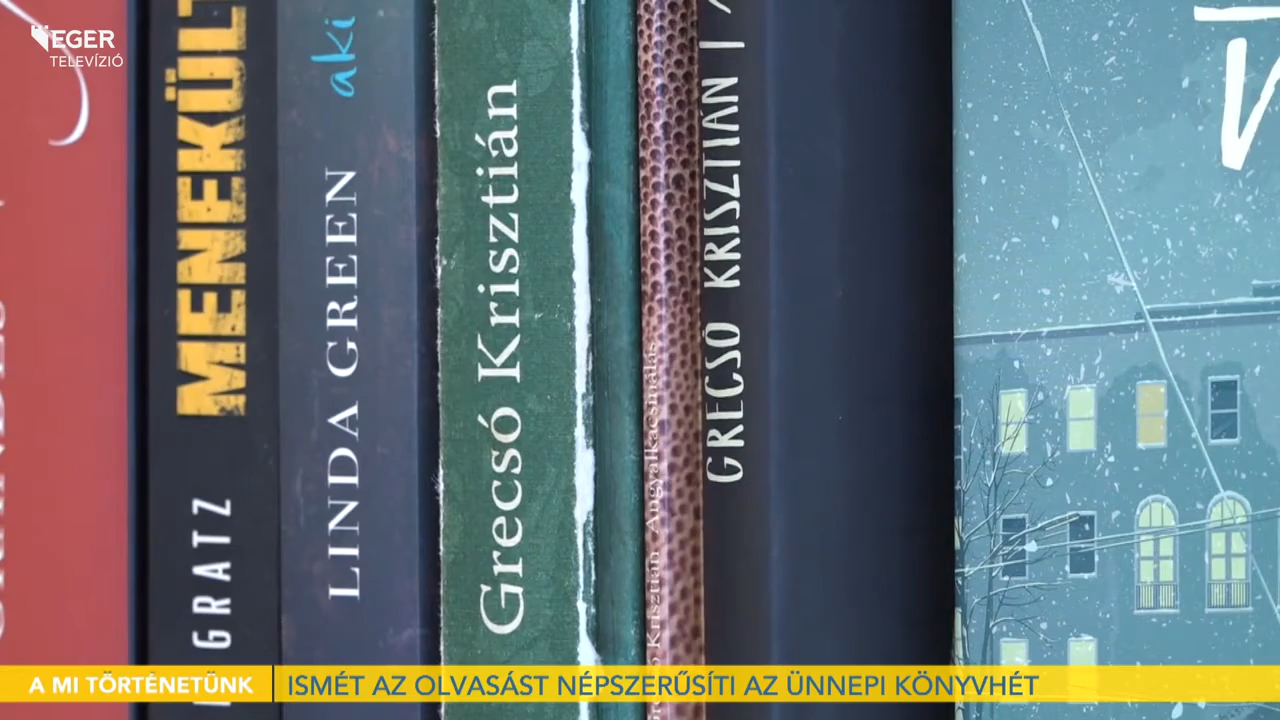 EGER
TELEVÍZIÓ
MENEKÜLT
GRATZ
LINDA GREEN
aki
Grecsó Krisztián
Krisztián Angyalkacsinálás
GRECSÓ KRISZTIÁN |
A MI TÖRTÉNETÜNK
ISMÉT AZ OLVASÁST NÉPSZERŰSÍTI AZ ÜNNEPI KÖNYVHÉT